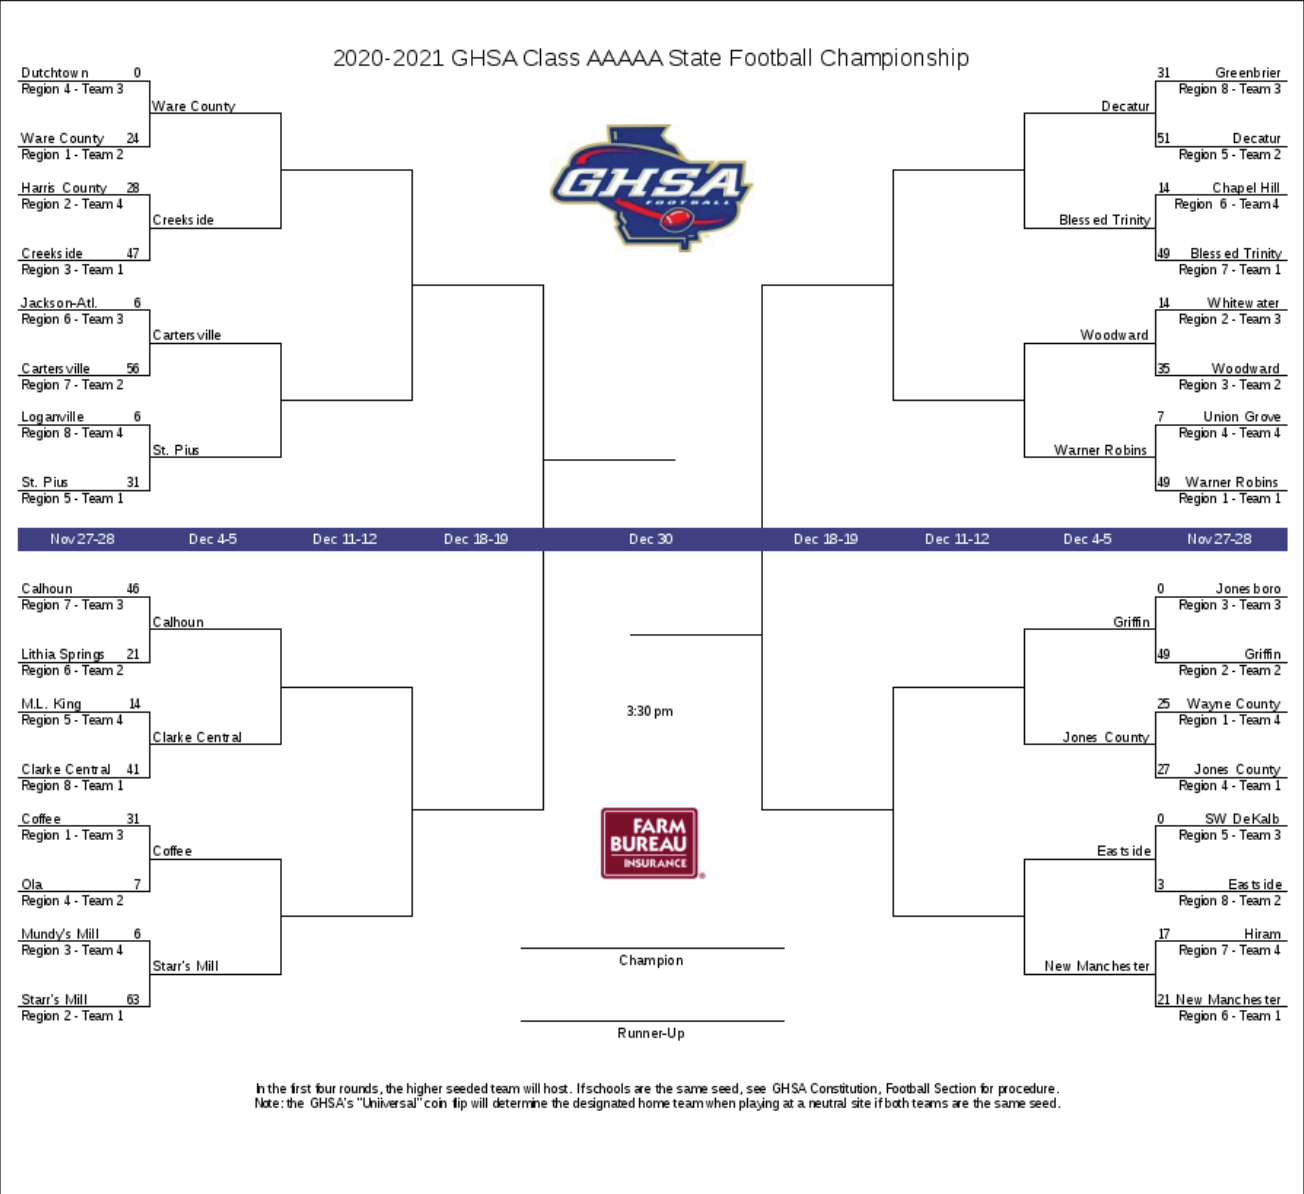 2020-2021 GHSA Class AAAAA State Football Championship
Dutchtown 0
Region 4 - Team 3
Ware County
Ware County 24
Region 1 - Team 2
Harris County 28
Region 2 - Team 4
Creekside
Creekside 47
Region 3 - Team 1
Jackson-Atl. 6
Region 6 - Team 3
Cartersville
Cartersville 56
Region 7 - Team 2
Loganville 6
Region 8 - Team 4
St. Pius
St. Pius 31
Region 5 - Team 1
GHSA
FOOTBALL
31 Greenbrier
Region 8 - Team 3
Decatur
51 Decatur
Region 5 - Team 2
14 Chapel Hill
Region 6 - Team 4
Blessed Trinity
49 Blessed Trinity
Region 7 - Team 1
14 Whitewater
Region 2 - Team 3
Woodward
35 Woodward
Region 3 - Team 2
7 Union Grove
Region 4 - Team 4
Warner Robins
49 Warner Robins
Region 1 - Team 1
Nov 27-28 Dec 4-5 Dec 11-12 Dec 18-19 Dec 30 Dec 18-19 Dec 11-12 Dec 4-5 Nov 27-28
Calhoun 46
Region 7 - Team 3
Calhoun
Lithia Springs 21
Region 6 - Team 2
M.L. King 14
Region 5 - Team 4
Clarke Central
Clarke Central 41
Region 8 - Team 1
Coffee 31
Region 1 - Team 3
Coffee
Ola 7
Region 4 - Team 2
Mundy's Mill 6
Region 3 - Team 4
Starr's Mill
Starr's Mill 63
Region 2 - Team 1
3:30 pm
FARM
BUREAU
INSURANCE
Champion
Runner-Up
0 Jonesboro
Region 3 - Team 3
Griffin
49 Griffin
Region 2 - Team 2
25 Wayne County
Region 1 - Team 4
Jones County
27 Jones County
Region 4 - Team 1
0 SW DeKalb
Region 5 - Team 3
Eastside
3 Eastside
Region 8 - Team 2
17 Hiram
Region 7 - Team 4
New Manchester
21 New Manchester
Region 6 - Team 1
In the first four rounds, the higher seeded team will host. If schools are the same seed, see GHSA Constitution, Football Section for procedure.
Note: the GHSA's "Uniiversal" coin flip will determine the designated home team when playing at a neutral site if both teams are the same seed.